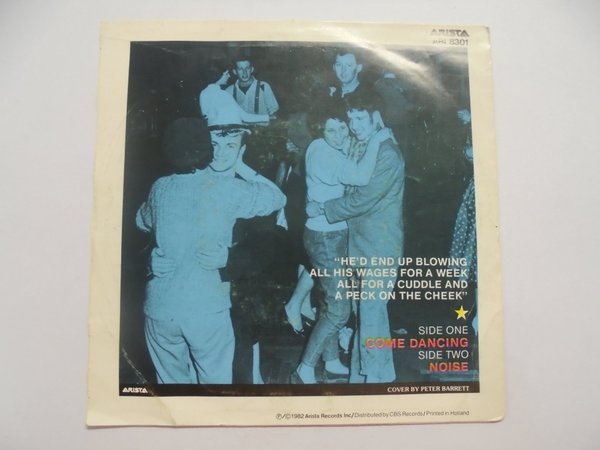 ARISTA
ARI 8301
"HE'D END UP BLOWING
ALL HIS WAGES FOR A WEEK
ALL FOR A CUDDLE AND
A PECK ON THE CHEEK"
SIDE ONE
COME DANCING
SIDE TWO
NOISE
ARISTA
COVER BY PETER BARRETT
℗/©1982 Arista Records Inc/Distributed by CBS Records/Printed in Holland